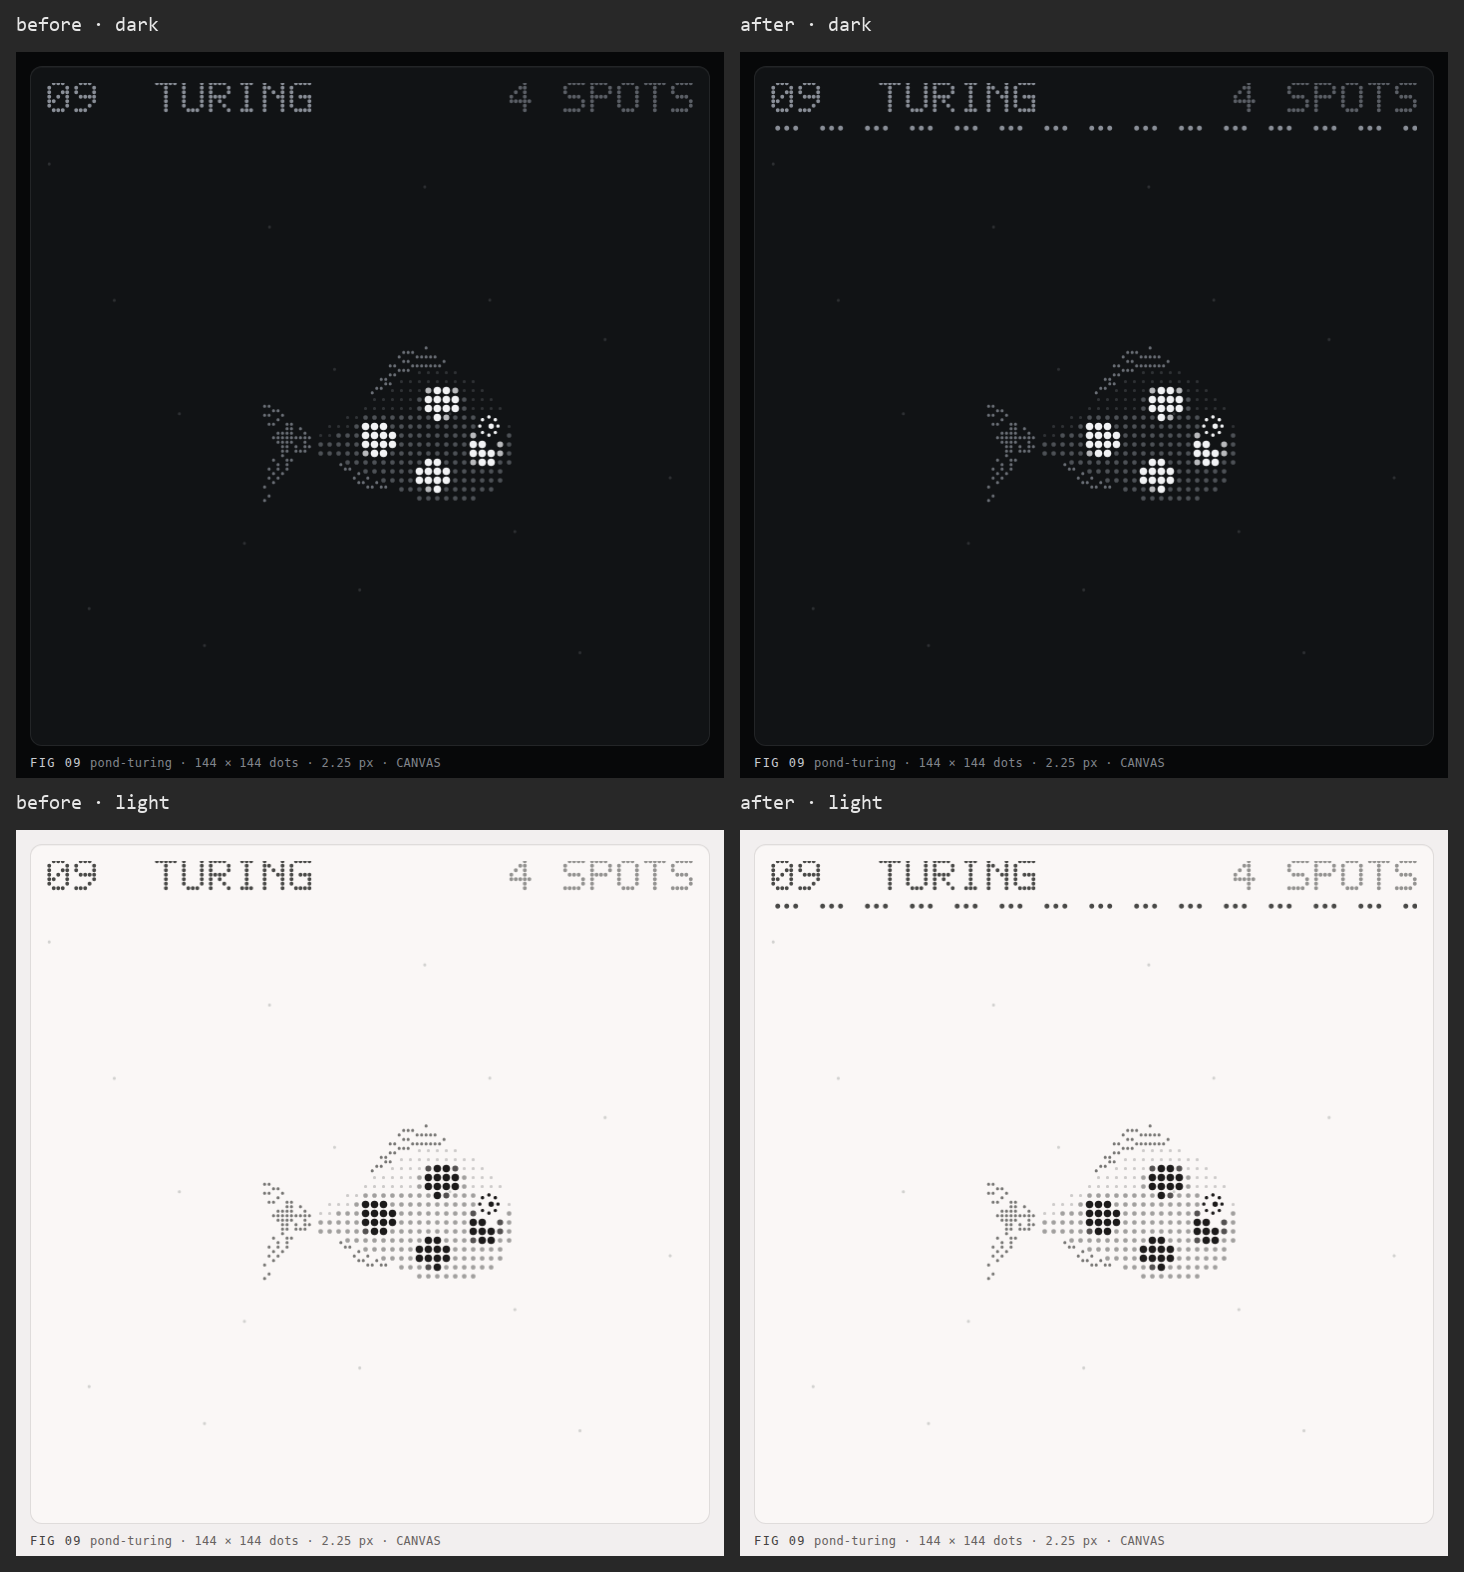 before · dark
after · dark
09 TURING 4 SPOTS
09 TURING 4 SPOTS
FIG 09 pond-turing · 144 × 144 dots · 2.25 px · CANVAS
FIG 09 pond-turing · 144 × 144 dots · 2.25 px · CANVAS
before · light
after · light
09 TURING 4 SPOTS
09 TURING 4 SPOTS
FIG 09 pond-turing · 144 × 144 dots · 2.25 px · CANVAS
FIG 09 pond-turing · 144 × 144 dots · 2.25 px · CANVAS